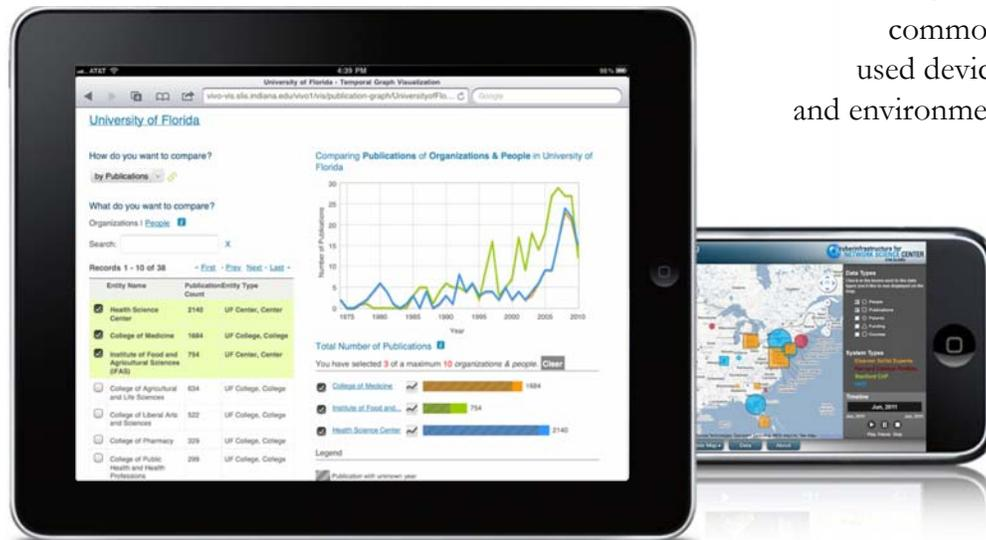 commo
used devic
and environme
AT&T
4:39 PM
98%
University of Florida - Temporal Graph Visualization
vivo-vis.slis.indiana.edu/vivo1/vis/publication-graph/UniversityofFlo...
Google
University of Florida
How do you want to compare?
by Publications
What do you want to compare?
Organizations | People
Search: X
Records 1 - 10 of 38
First Prev Next Last
Entity Name Publication Count Entity Type
Health Science Center 2140 UF Center, Center
College of Medicine 1684 UF College, College
Institute of Food and Agricultural Sciences (IFAS) 754 UF Center, Center
College of Agricultural and Life Sciences 634 UF College, College
College of Liberal Arts and Sciences 522 UF College, College
College of Pharmacy 329 UF College, College
College of Public Health and Health Professions 299 UF College, College
Comparing Publications of Organizations & People in University of
Florida
Number of Publications
30
25
20
15
10
5
0
1975 1980 1985 1990 1995 2000 2005 2010
Year
Total Number of Publications
You have selected 3 of a maximum 10 organizations & people. Clear
College of Medicine 1684
Institute of Food and... 754
Health Science Center 2140
Legend
Publication with unknown year
cyberinfrastructure for
NETWORK SCIENCE CENTER
Data Types
People
Publications
Patents
Funding
Courses
System Types
Timeline
Jun, 2011
Data
About